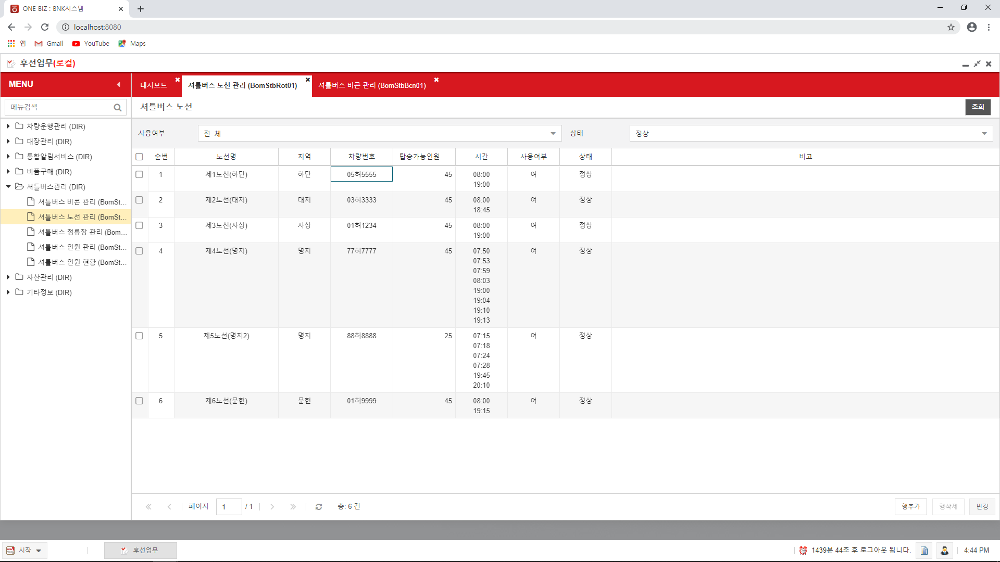 ONE BIZ : BNK시스템
localhost:8080
앱 Gmail YouTube Maps
후선업무(로컬)
MENU
대시보드
셔틀버스 노선 관리 (BomStbRot01)
셔틀버스 비콘 관리 (BomStbBcn01)
메뉴검색
셔틀버스 노선
조회
차량운행관리 (DIR)
대장관리 (DIR)
통합알림서비스 (DIR)
비품구매 (DIR)
셔틀버스관리 (DIR)
셔틀버스 비콘 관리 (BomSt...
셔틀버스 노선 관리 (BomSt...
셔틀버스 정류장 관리 (Bom...
셔틀버스 인원 관리 (BomSt...
셔틀버스 인원 현황 (BomSt...
자산관리 (DIR)
기타정보 (DIR)
사용여부 전 체 상태 정상
순번 노선명 지역 차량번호 탑승가능인원 시간 사용여부 상태 비고
1 제1노선(하단) 하단 05허5555 45 08:00 여 정상
19:00
2 제2노선(대저) 대저 03허3333 45 08:00 여 정상
18:45
3 제3노선(사상) 사상 01허1234 45 08:00 여 정상
19:00
4 제4노선(명지) 명지 77허7777 45 07:50 여 정상
07:53
07:59
08:03
19:00
19:04
19:10
19:13
5 제5노선(명지2) 명지 88허8888 25 07:15 여 정상
07:18
07:24
07:28
19:45
20:10
6 제6노선(문현) 문현 01허9999 45 08:00 여 정상
19:15
페이지 1 / 1 총: 6 건
행추가 행삭제 변경
시작 후선업무
1439분 44초 후 로그아웃 됩니다. 4:44 PM